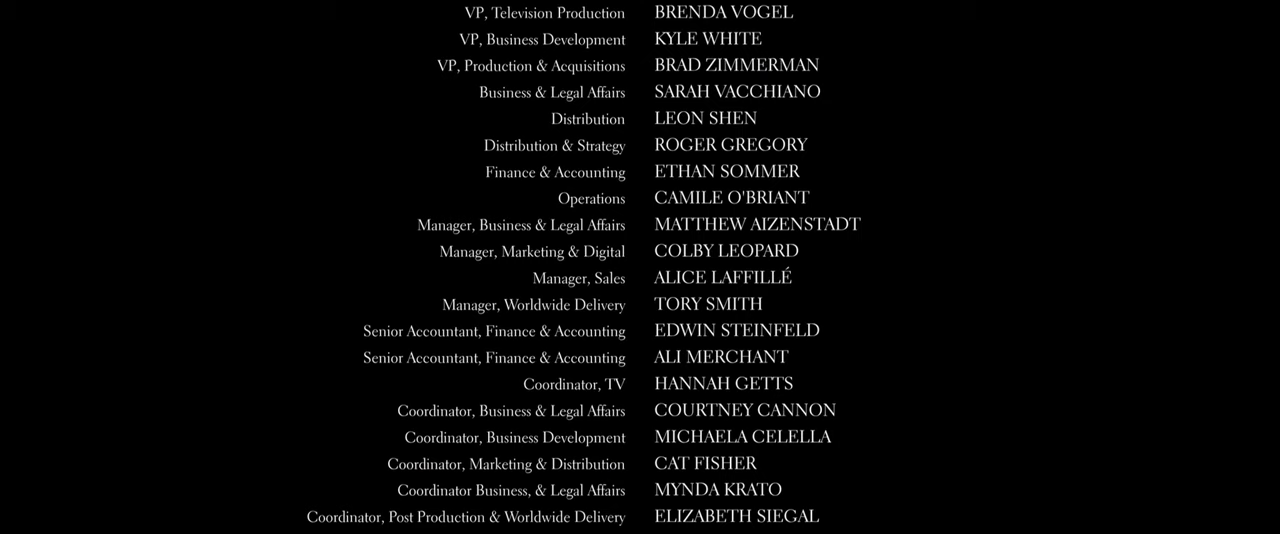 VP, Television Production BRENDA VOGEL
VP, Business Development KYLE WHITE
VP, Production & Acquisitions BRAD ZIMMERMAN
Business & Legal Affairs SARAH VACCHIANO
Distribution LEON SHEN
Distribution & Strategy ROGER GREGORY
Finance & Accounting ETHAN SOMMER
Operations CAMILE O'BRIANT
Manager, Business & Legal Affairs MATTHEW AIZENSTADT
Manager, Marketing & Digital COLBY LEOPARD
Manager, Sales ALICE LAFFILLÉ
Manager, Worldwide Delivery TORY SMITH
Senior Accountant, Finance & Accounting EDWIN STEINFELD
Senior Accountant, Finance & Accounting ALI MERCHANT
Coordinator, TV HANNAH GETTS
Coordinator, Business & Legal Affairs COURTNEY CANNON
Coordinator, Business Development MICHAELA CELELLA
Coordinator, Marketing & Distribution CAT FISHER
Coordinator Business, & Legal Affairs MYNDA KRATO
Coordinator, Post Production & Worldwide Delivery ELIZABETH SIEGAL